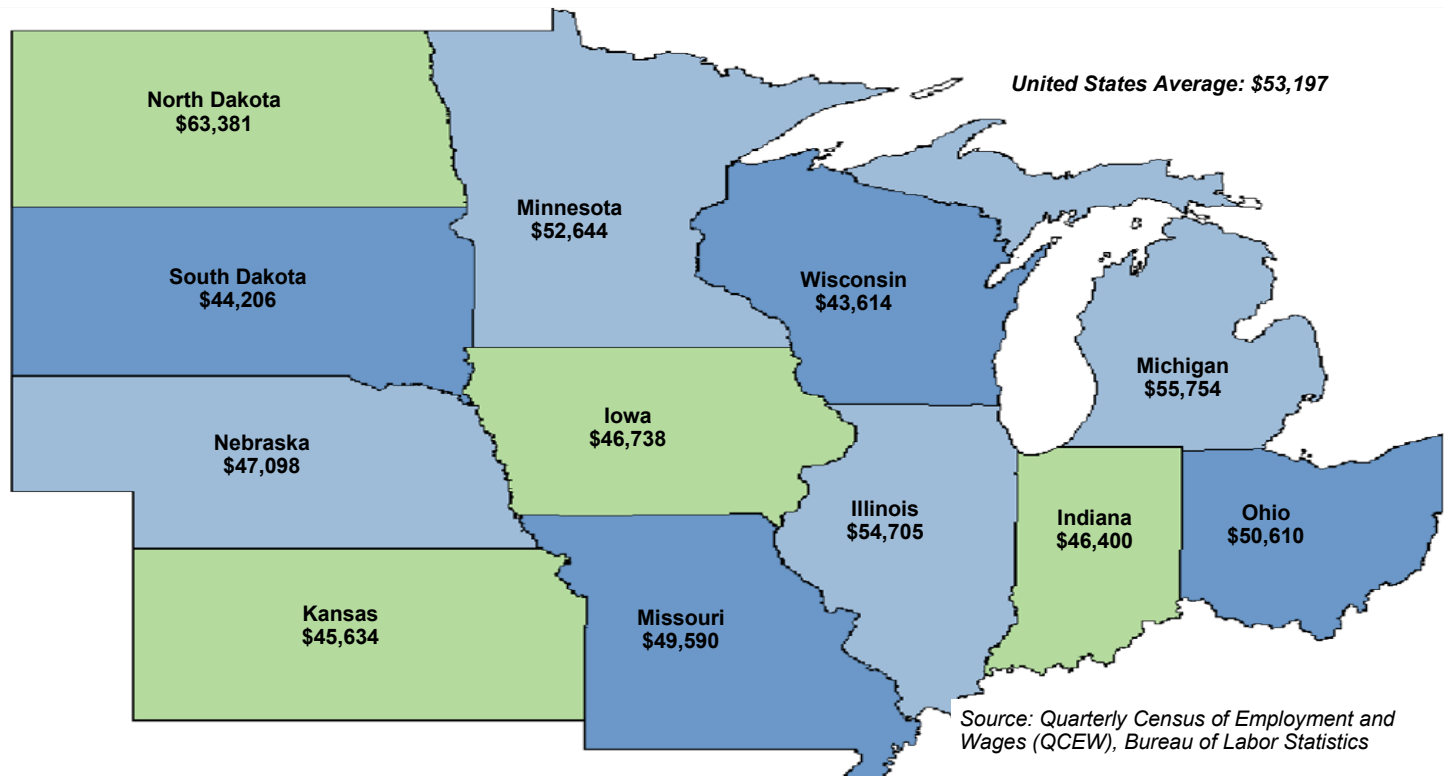 United States Average: $53,197
North Dakota
$63,381
Minnesota
$52,644
South Dakota
$44,206
Wisconsin
$43,614
Michigan
$55,754
Iowa
$46,738
Nebraska
$47,098
Illinois
$54,705
Indiana
$46,400
Ohio
$50,610
Kansas
$45,634
Missouri
$49,590
Source: Quarterly Census of Employment and
Wages (QCEW), Bureau of Labor Statistics